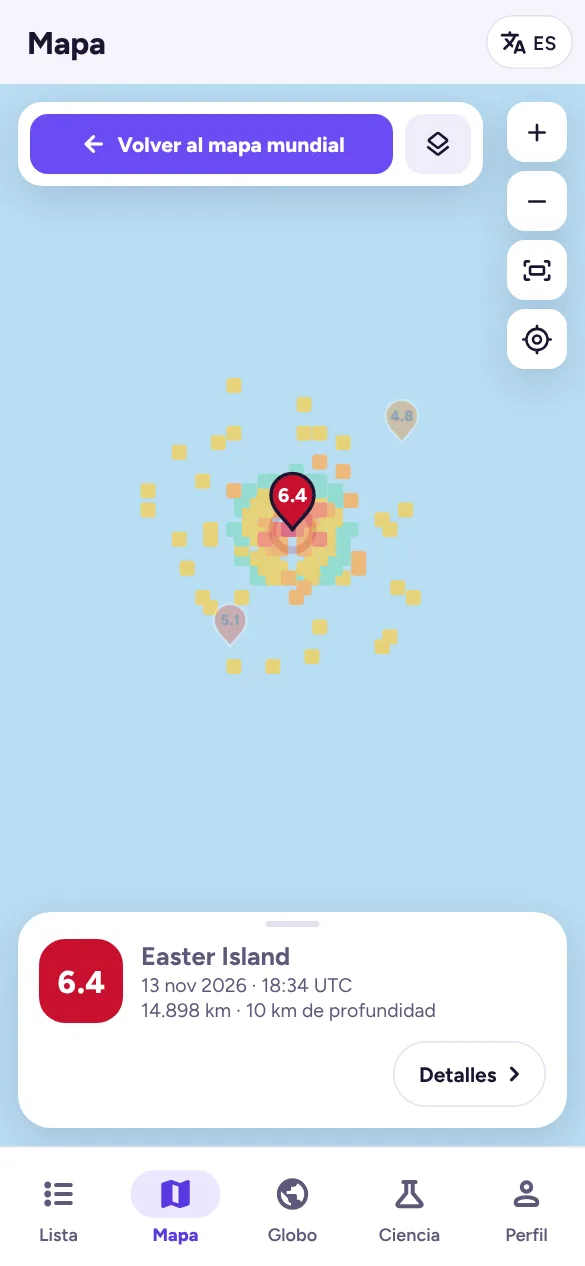 Mapa
ES
Volver al mapa mundial
4.8
6.4
5.1
6.4
Easter Island
13 nov 2026 · 18:34 UTC
14.898 km · 10 km de profundidad
Detalles
Lista
Mapa
Globo
Ciencia
Perfil